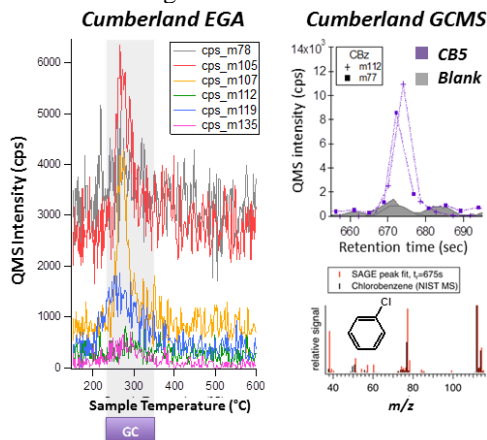 Cumberland EGA
cps_m78
cps_m105
cps_m107
cps_m112
cps_m119
cps_m135
QMS Intensity (cps)
6000
5000
4000
3000
2000
1000
0
200
300
400
500
600
Sample Temperature (°C)
GC
Cumberland GCMS
14x10³
12
10
8
6
4
2
0
QMS intensity (cps)
CBz
m112
m77
CB5
Blank
660
670
680
690
Retention time (sec)
SAGE peak fit, tᵣ=675s
Chlorobenzene (NIST MS)
relative signal
Cl
40
60
80
100
m/z